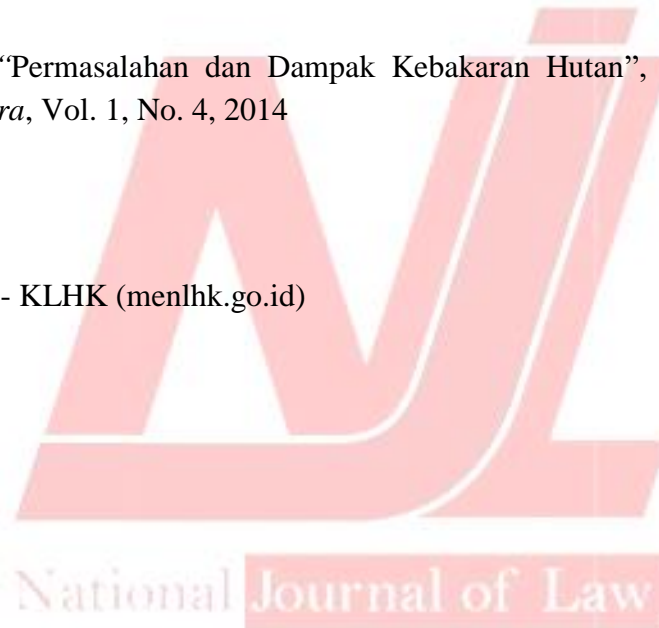 “Permasalahan dan Dampak Kebakaran Hutan”,
ra, Vol. 1, No. 4, 2014
- KLHK (menlhk.go.id)
NJL
National Journal of Law